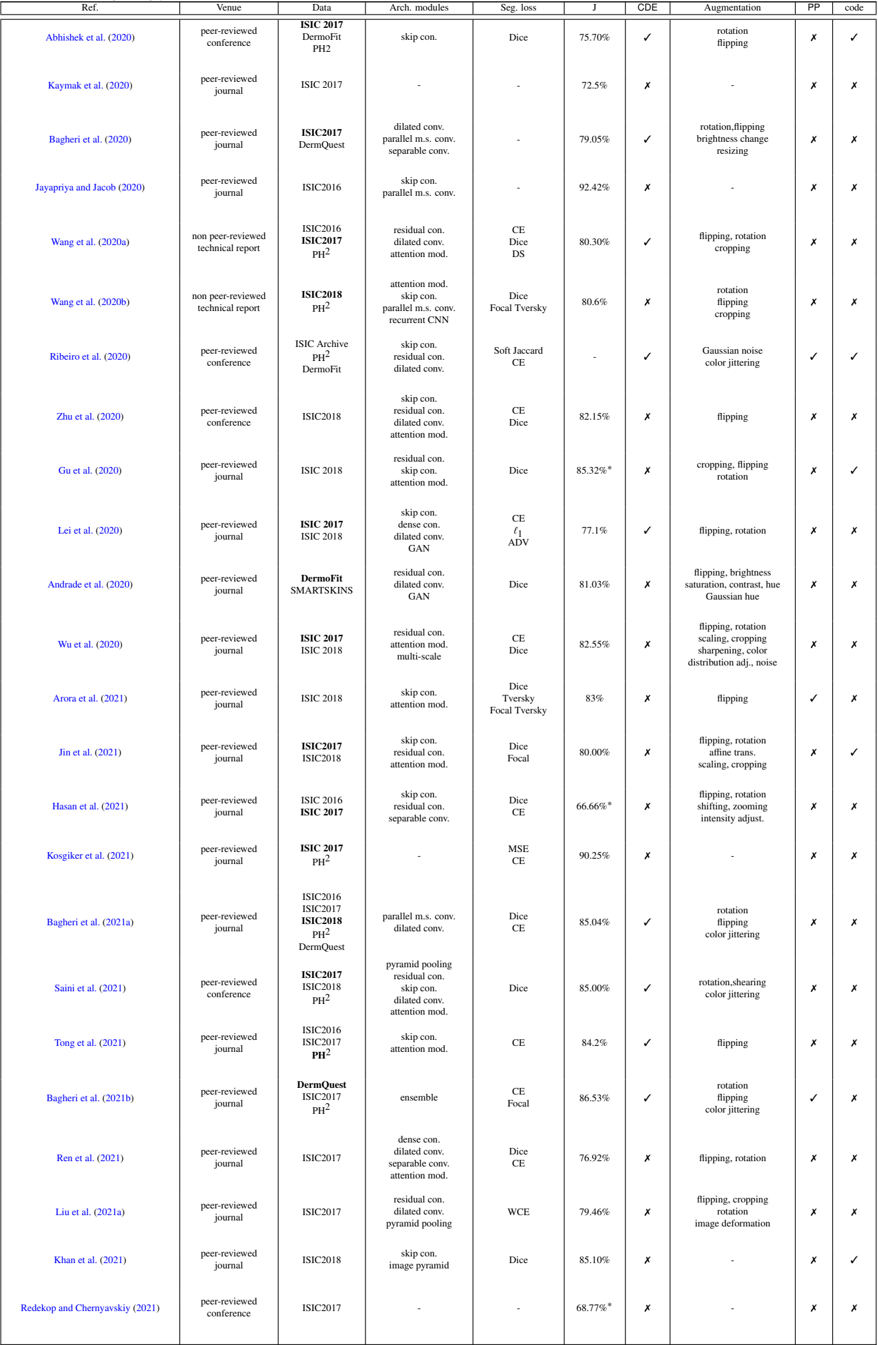 Ref. Venue Data Arch. modules Seg. loss J CDE Augmentation PP code
Abhishek et al. (2020)
peer-reviewed
conference
ISIC 2017
DermoFit
PH2
skip con.
Dice
75.70%
✓
rotation
flipping
✗
✓
Kaymak et al. (2020)
peer-reviewed
journal
ISIC 2017
-
-
72.5%
✗
-
✗
✗
Bagheri et al. (2020)
peer-reviewed
journal
ISIC2017
DermQuest
dilated conv.
parallel m.s. conv.
separable conv.
-
79.05%
✓
rotation,flipping
brightness change
resizing
✗
✗
Jayapriya and Jacob (2020)
peer-reviewed
journal
ISIC2016
skip con.
parallel m.s. conv.
-
92.42%
✗
-
✗
✗
Wang et al. (2020a)
non peer-reviewed
technical report
ISIC2016
ISIC2017
PH2
residual con.
dilated conv.
attention mod.
CE
Dice
DS
80.30%
✓
flipping, rotation
cropping
✗
✗
Wang et al. (2020b)
non peer-reviewed
technical report
ISIC2018
PH2
attention mod.
skip con.
parallel m.s. conv.
recurrent CNN
Dice
Focal Tversky
80.6%
✗
rotation
flipping
cropping
✗
✗
Ribeiro et al. (2020)
peer-reviewed
conference
ISIC Archive
PH2
DermoFit
skip con.
residual con.
dilated conv.
Soft Jaccard
CE
-
✓
Gaussian noise
color jittering
✓
✓
Zhu et al. (2020)
peer-reviewed
conference
ISIC2018
skip con.
residual con.
dilated conv.
attention mod.
CE
Dice
82.15%
✗
flipping
✗
✗
Gu et al. (2020)
peer-reviewed
journal
ISIC 2018
residual con.
skip con.
attention mod.
Dice
85.32%*
✗
cropping, flipping
rotation
✗
✓
Lei et al. (2020)
peer-reviewed
journal
ISIC 2017
ISIC 2018
skip con.
dense con.
dilated conv.
GAN
CE
ℓ1
ADV
77.1%
✓
flipping, rotation
✗
✗
Andrade et al. (2020)
peer-reviewed
journal
DermoFit
SMARTSKINS
residual con.
dilated conv.
GAN
Dice
81.03%
✗
flipping, brightness
saturation, contrast, hue
Gaussian hue
✗
✗
Wu et al. (2020)
peer-reviewed
journal
ISIC 2017
ISIC 2018
residual con.
attention mod.
multi-scale
CE
Dice
82.55%
✗
flipping, rotation
scaling, cropping
sharpening, color
distribution adj., noise
✗
✗
Arora et al. (2021)
peer-reviewed
journal
ISIC 2018
skip con.
attention mod.
Dice
Tversky
Focal Tversky
83%
✗
flipping
✓
✗
Jin et al. (2021)
peer-reviewed
journal
ISIC2017
ISIC2018
skip con.
residual con.
attention mod.
Dice
Focal
80.00%
✗
flipping, rotation
affine trans.
scaling, cropping
✗
✓
Hasan et al. (2021)
peer-reviewed
journal
ISIC 2016
ISIC 2017
skip con.
residual con.
separable conv.
Dice
CE
66.66%*
✗
flipping, rotation
shifting, zooming
intensity adjust.
✗
✗
Kosgiker et al. (2021)
peer-reviewed
journal
ISIC 2017
PH2
-
MSE
CE
90.25%
✗
-
✗
✗
Bagheri et al. (2021a)
peer-reviewed
journal
ISIC2016
ISIC2017
ISIC2018
PH2
DermQuest
parallel m.s. conv.
dilated conv.
Dice
CE
85.04%
✓
rotation
flipping
color jittering
✗
✗
Saini et al. (2021)
peer-reviewed
conference
ISIC2017
ISIC2018
PH2
pyramid pooling
residual con.
skip con.
dilated conv.
attention mod.
Dice
85.00%
✓
rotation,shearing
color jittering
✗
✗
Tong et al. (2021)
peer-reviewed
journal
ISIC2016
ISIC2017
PH2
skip con.
attention mod.
CE
84.2%
✓
flipping
✗
✗
Bagheri et al. (2021b)
peer-reviewed
journal
DermQuest
ISIC2017
PH2
ensemble
CE
Focal
86.53%
✓
rotation
flipping
color jittering
✓
✗
Ren et al. (2021)
peer-reviewed
journal
ISIC2017
dense con.
dilated conv.
separable conv.
attention mod.
Dice
CE
76.92%
✗
flipping, rotation
✗
✗
Liu et al. (2021a)
peer-reviewed
journal
ISIC2017
residual con.
dilated conv.
pyramid pooling
WCE
79.46%
✗
flipping, cropping
rotation
image deformation
✗
✗
Khan et al. (2021)
peer-reviewed
journal
ISIC2018
skip con.
image pyramid
Dice
85.10%
✗
-
✗
✓
Redekop and Chernyavskiy (2021)
peer-reviewed
conference
ISIC2017
-
-
68.77%*
✗
-
✗
✗